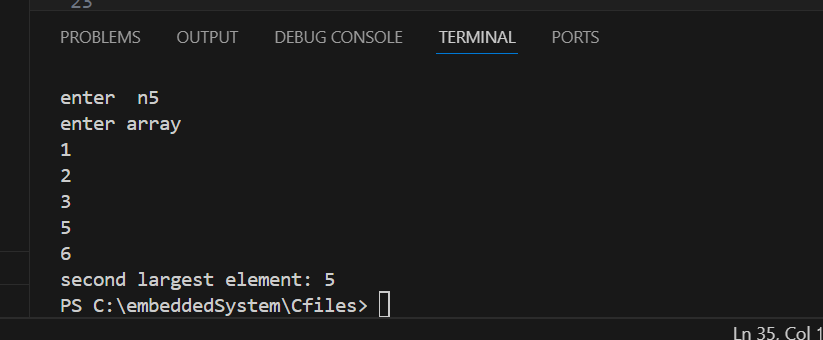 23
PROBLEMS OUTPUT DEBUG CONSOLE TERMINAL PORTS
enter  n5
enter array
1
2
3
5
6
second largest element: 5
PS C:\embeddedSystem\Cfiles>
Ln 35, Col 1